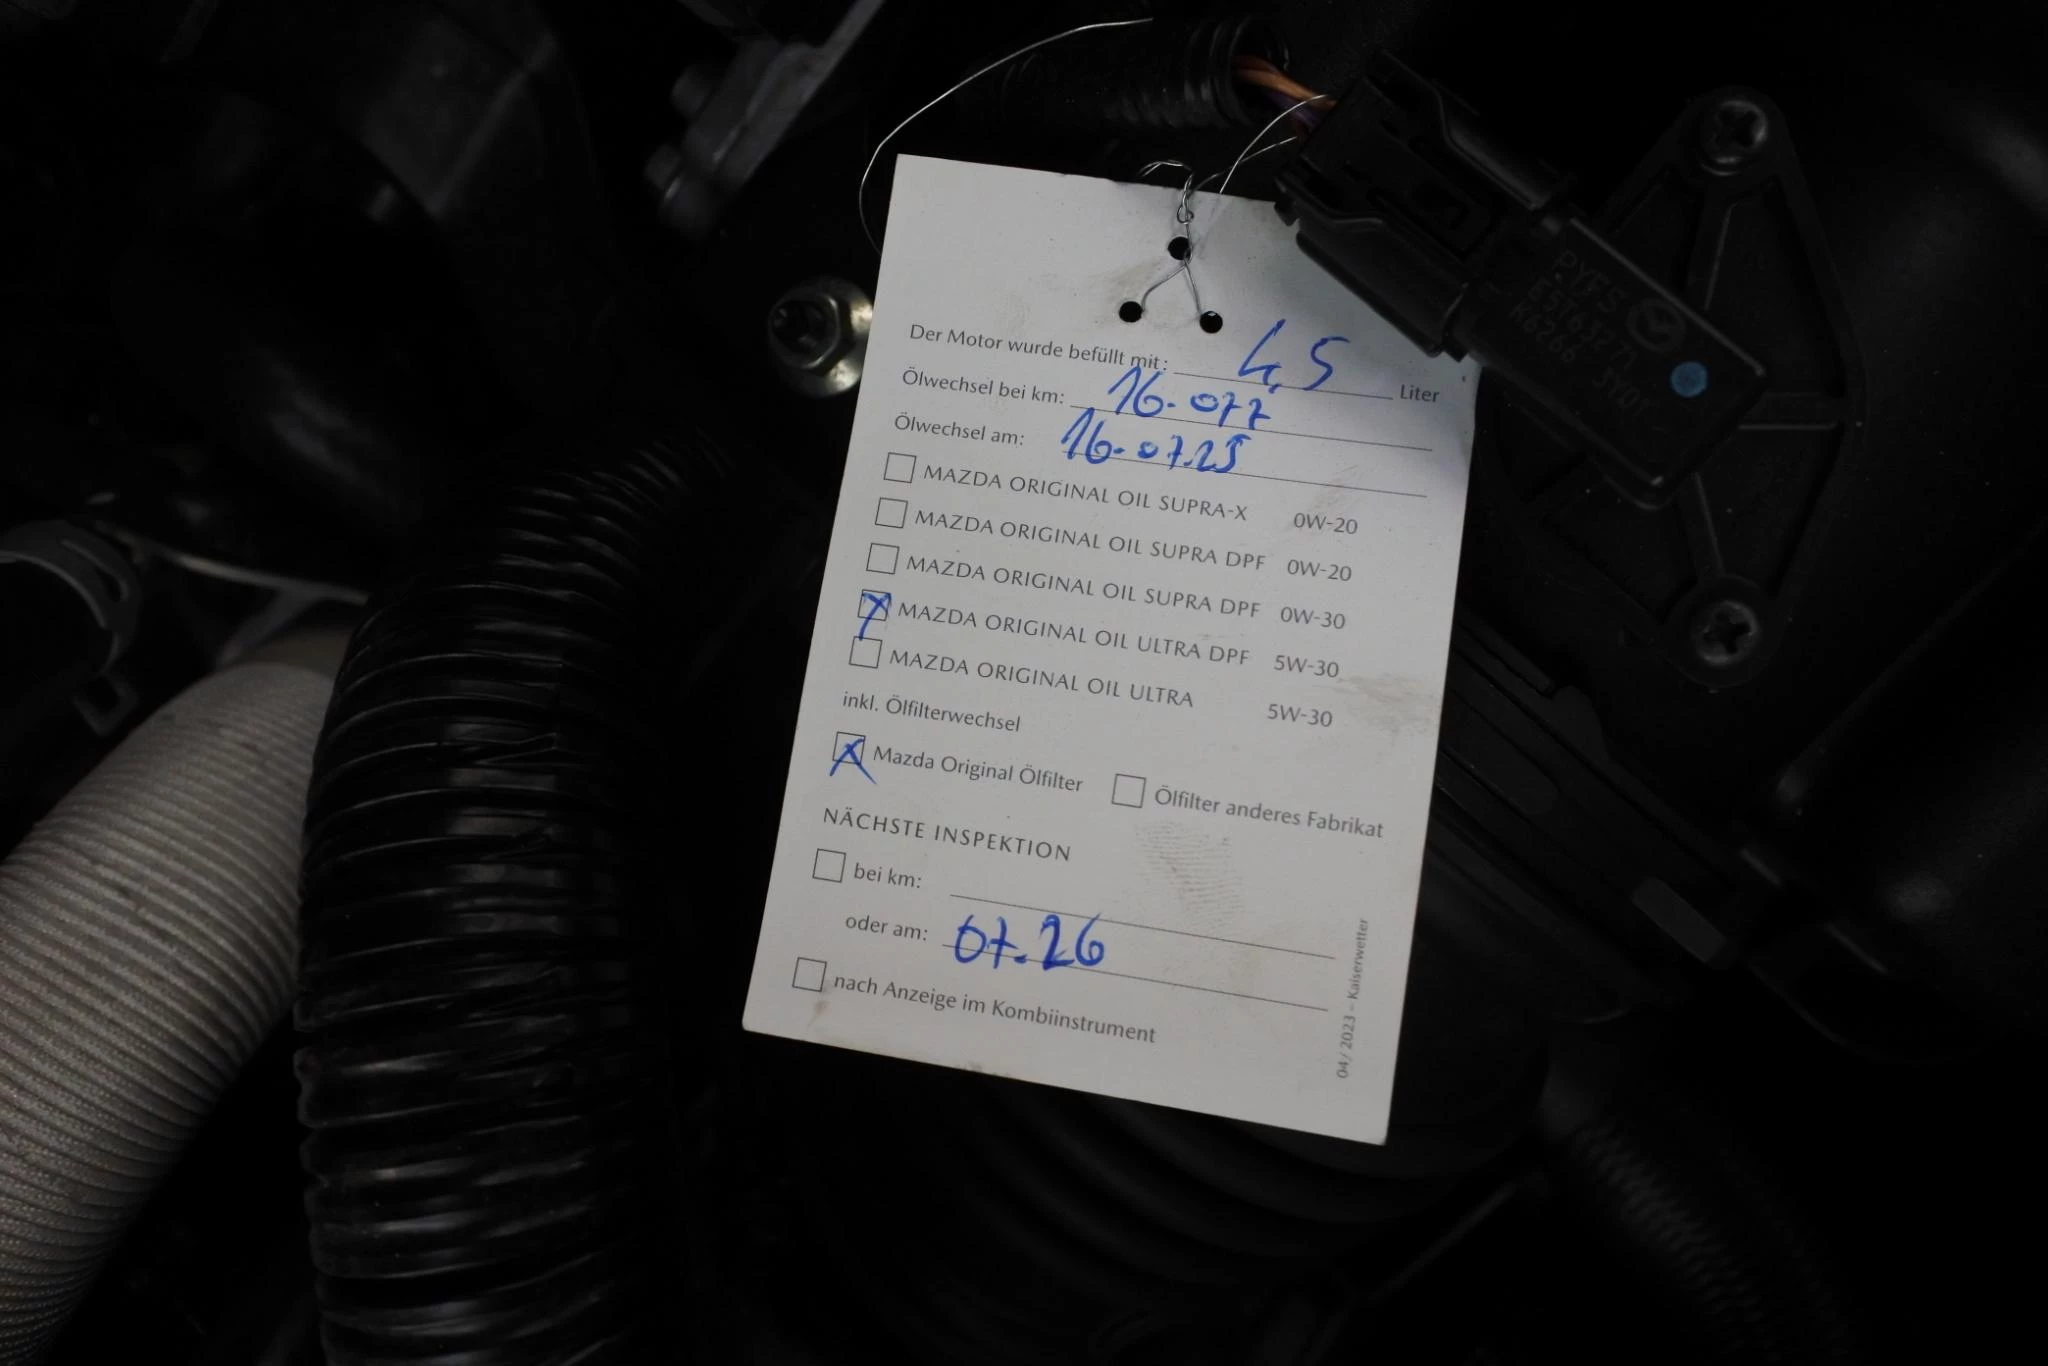 Der Motor wurde befüllt mit: 4,5 Liter
Ölwechsel bei km: 16.077
Ölwechsel am: 16.07.25
MAZDA ORIGINAL OIL SUPRA-X 0W-20
MAZDA ORIGINAL OIL SUPRA DPF 0W-20
MAZDA ORIGINAL OIL SUPRA DPF 0W-30
X MAZDA ORIGINAL OIL ULTRA DPF 5W-30
MAZDA ORIGINAL OIL ULTRA 5W-30
inkl. Ölfilterwechsel
X Mazda Original Ölfilter Ölfilter anderes Fabrikat
NÄCHSTE INSPEKTION
bei km:
oder am: 07.26
nach Anzeige im Kombiinstrument
04 / 2023 – Kaiserwetter
PYFS
E5T63271
K6266